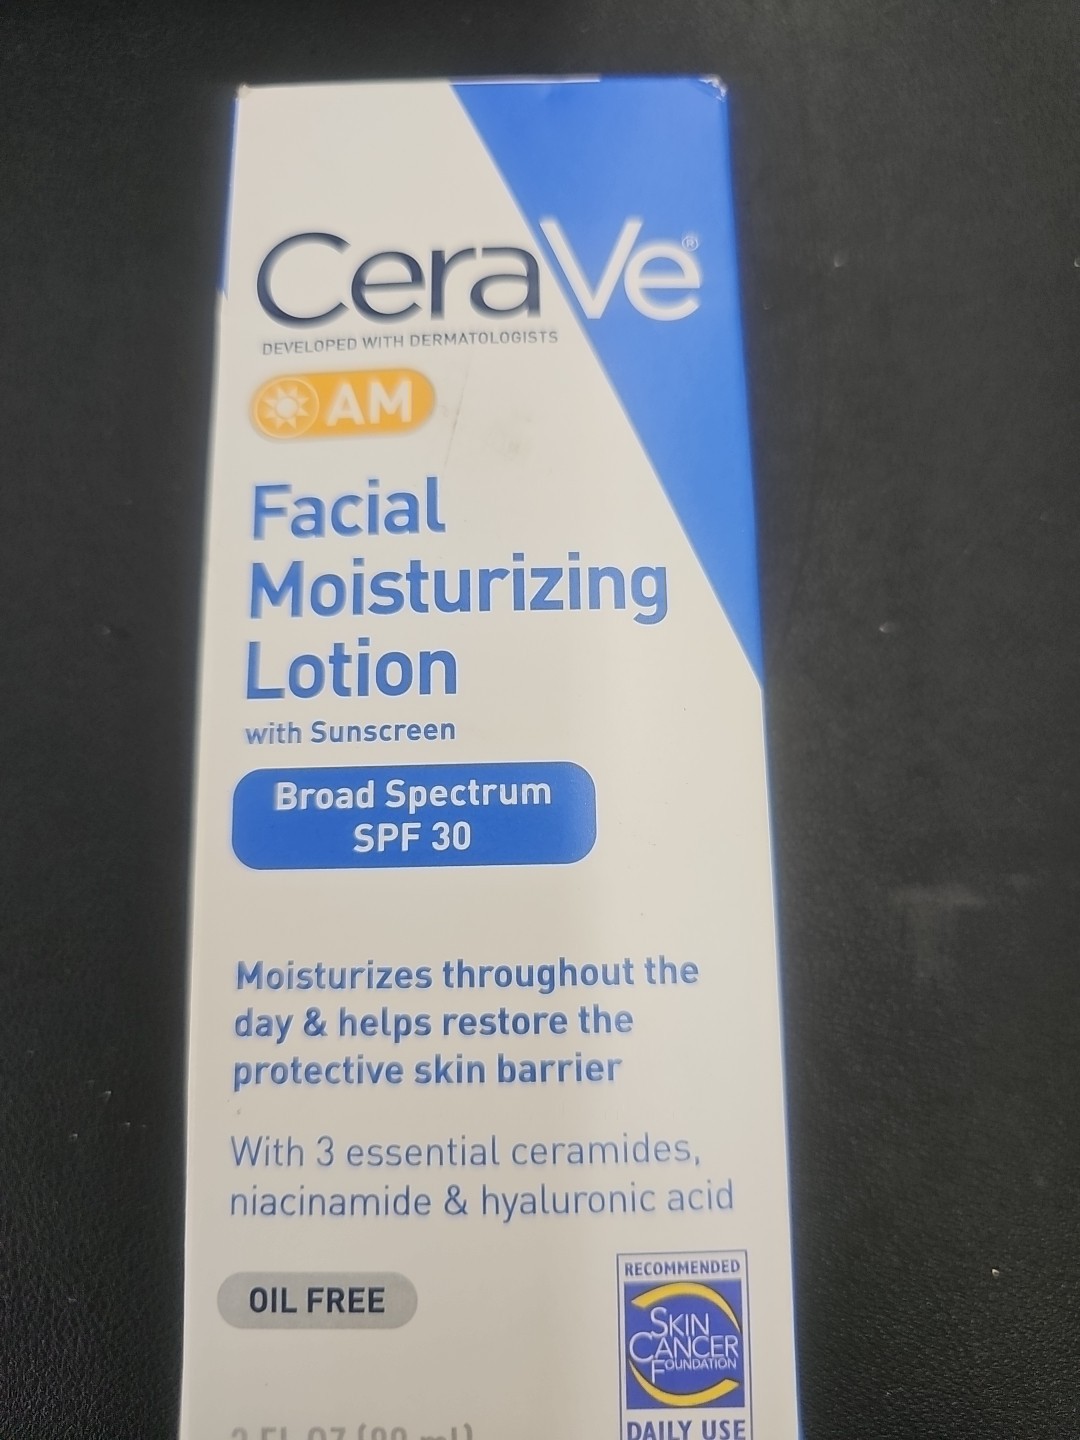 CeraVe®
DEVELOPED WITH DERMATOLOGISTS
AM
Facial
Moisturizing
Lotion
with Sunscreen
Broad Spectrum
SPF 30
Moisturizes throughout the
day & helps restore the
protective skin barrier
With 3 essential ceramides,
niacinamide & hyaluronic acid
OIL FREE
RECOMMENDED
SKIN
CANCER
FOUNDATION
DAILY USE